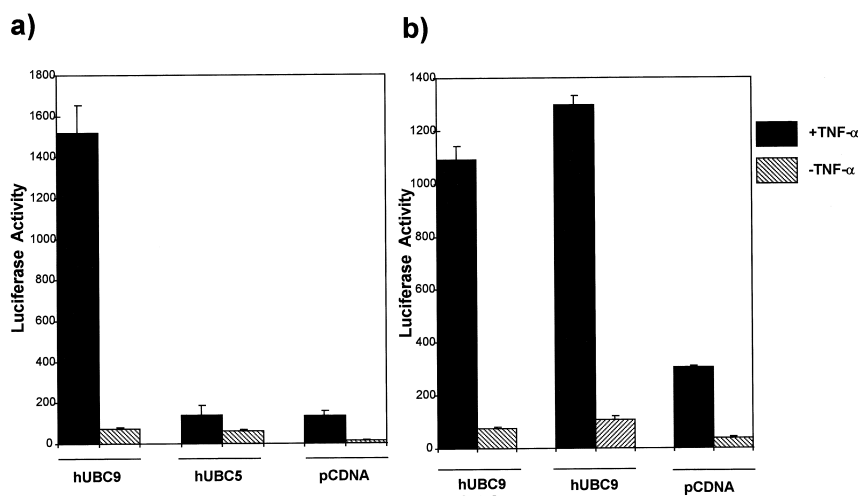 a)
1800
1600
1400
1200
1000
800
600
400
200
0
Luciferase Activity
hUBC9
hUBC5
pCDNA
b)
1400
1200
1000
800
600
400
200
0
Luciferase Activity
hUBC9
hUBC9
pCDNA
+TNF-α
-TNF-α